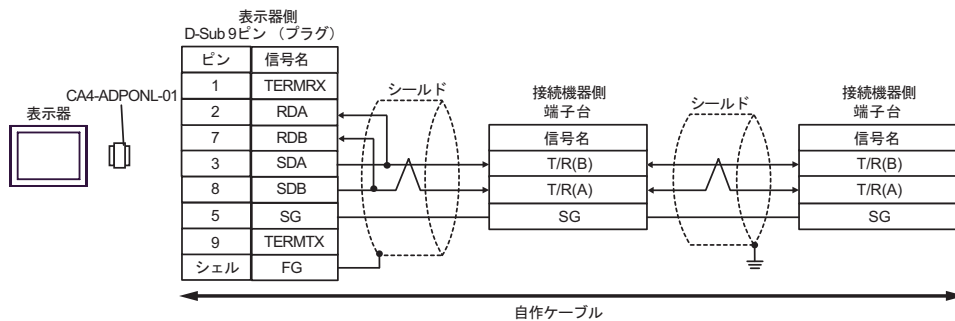 表示器側
D-Sub 9ピン （プラグ）
ピン 信号名
1 TERMRX
2 RDA
7 RDB
3 SDA
8 SDB
5 SG
9 TERMTX
シェル FG
表示器
CA4-ADPONL-01
シールド
接続機器側
端子台
信号名
T/R(B)
T/R(A)
SG
シールド
接続機器側
端子台
信号名
T/R(B)
T/R(A)
SG
自作ケーブル